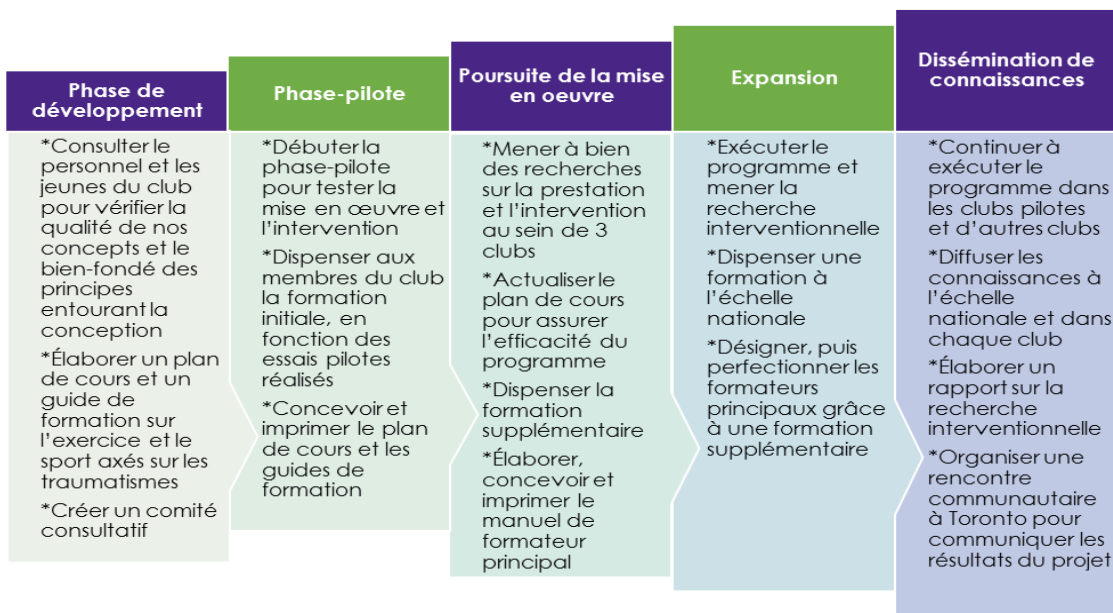 Phase de
développement
*Consulter le
personnel et les
jeunes du club
pour vérifier la
qualité de nos
concepts et le
bien-fondé des
principes
entourant la
conception
*Élaborer un plan
de cours et un
guide de
formation sur
l'exercice et le
sport axés sur les
traumatismes
*Créer un comité
consultatif
Phase-pilote
*Débuter la
phase-pilote
pour tester la
mise en œuvre et
l'intervention
*Dispenser aux
membres du club
la formation
initiale, en
fonction des
essais pilotes
réalisés
*Concevoir et
imprimer le plan
de cours et les
guides de
formation
Poursuite de la mise
en oeuvre
*Mener à bien
des recherches
sur la prestation
et l'intervention
au sein de 3
clubs
*Actualiser le
plan de cours
pour assurer
l'efficacité du
programme
*Dispenser la
formation
supplémentaire
*Élaborer,
concevoir et
imprimer le
manuel de
formateur
principal
Expansion
*Exécuter le
programme et
mener la
recherche
interventionnelle
*Dispenser une
formation à
l'échelle
nationale
*Désigner, puis
perfectionner les
formateurs
principaux grâce
à une formation
supplémentaire
Dissémination de
connaissances
*Continuer à
exécuter le
programme dans
les clubs pilotes
et d'autres clubs
*Diffuser les
connaissances à
l'échelle
nationale et dans
chaque club
*Élaborer un
rapport sur la
recherche
interventionnelle
*Organiser une
rencontre
communautaire
à Toronto pour
communiquer les
résultats du projet